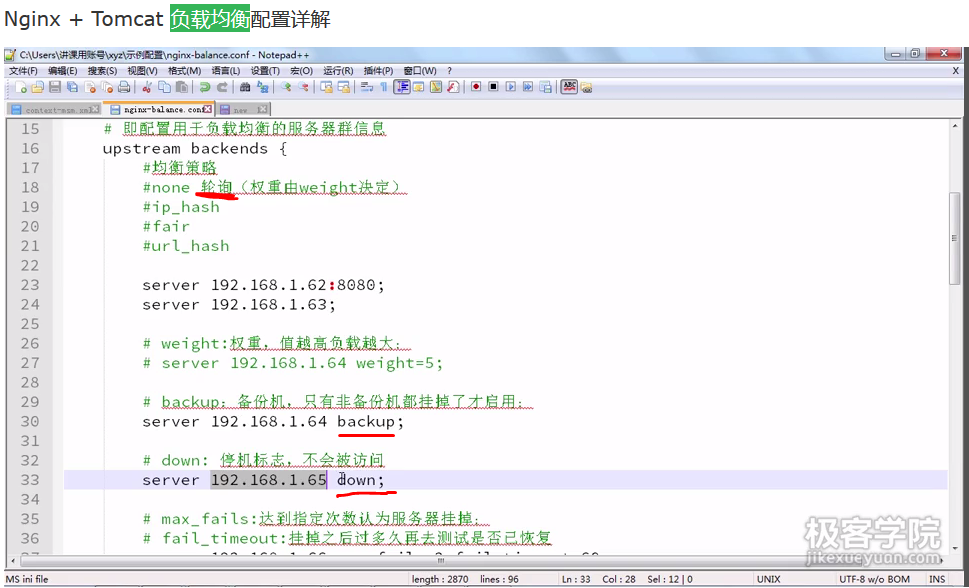 Nginx + Tomcat 负载均衡配置详解
C:\Users\讲课用账号\xyz\示例配置\nginx-balance.conf - Notepad++
文件(F) 编辑(E) 搜索(S) 视图(V) 格式(M) 语言(L) 设置(T) 宏(O) 运行(R) 插件(P) 窗口(W) ? X
nginx-balance.conf new
15 # 即配置用于负载均衡的服务器群信息
16 upstream backends {
17 #均衡策略
18 #none 轮询（权重由weight决定）
19 #ip_hash
20 #fair
21 #url_hash
22
23 server 192.168.1.62:8080;
24 server 192.168.1.63;
25
26 # weight:权重，值越高负载越大；
27 # server 192.168.1.64 weight=5;
28
29 # backup：备份机，只有非备份机都挂掉了才启用；
30 server 192.168.1.64 backup;
31
32 # down: 停机标志，不会被访问
33 server 192.168.1.65 down;
34
35 # max_fails:达到指定次数认为服务器挂掉；
36 # fail_timeout:挂掉之后过多久再去测试是否已恢复
极客学院
jikexueyuan.com
MS ini file length : 2870 lines : 96 Ln : 33 Col : 28 Sel : 12 | 0 UNIX UTF-8 w/o BOM INS